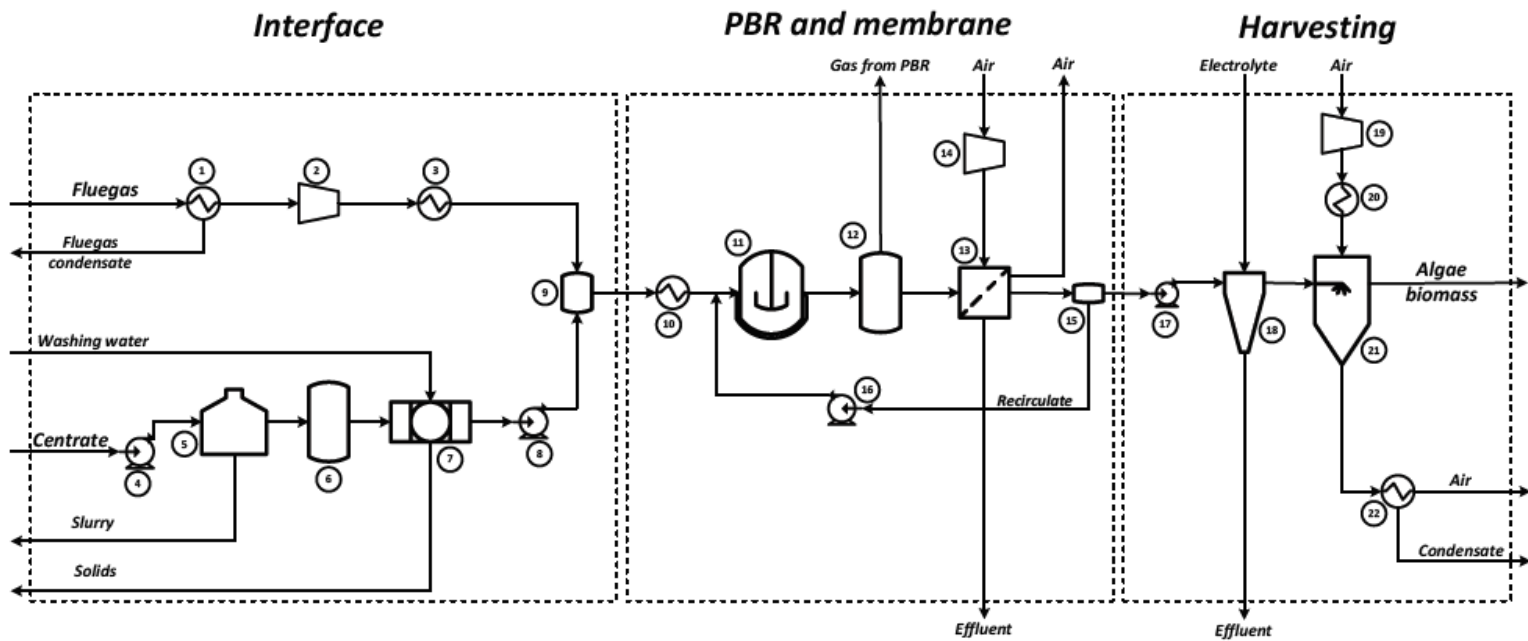 Interface
PBR and membrane
Harvesting
Gas from PBR
Air
Air
Electrolyte
Air
1
2
3
Fluegas
Fluegas
condensate
Washing water
Centrate
4
5
6
7
8
9
Slurry
Solids
10
11
12
13
14
15
16
Recirculate
Effluent
17
18
19
20
21
22
Algae
biomass
Air
Condensate
Effluent